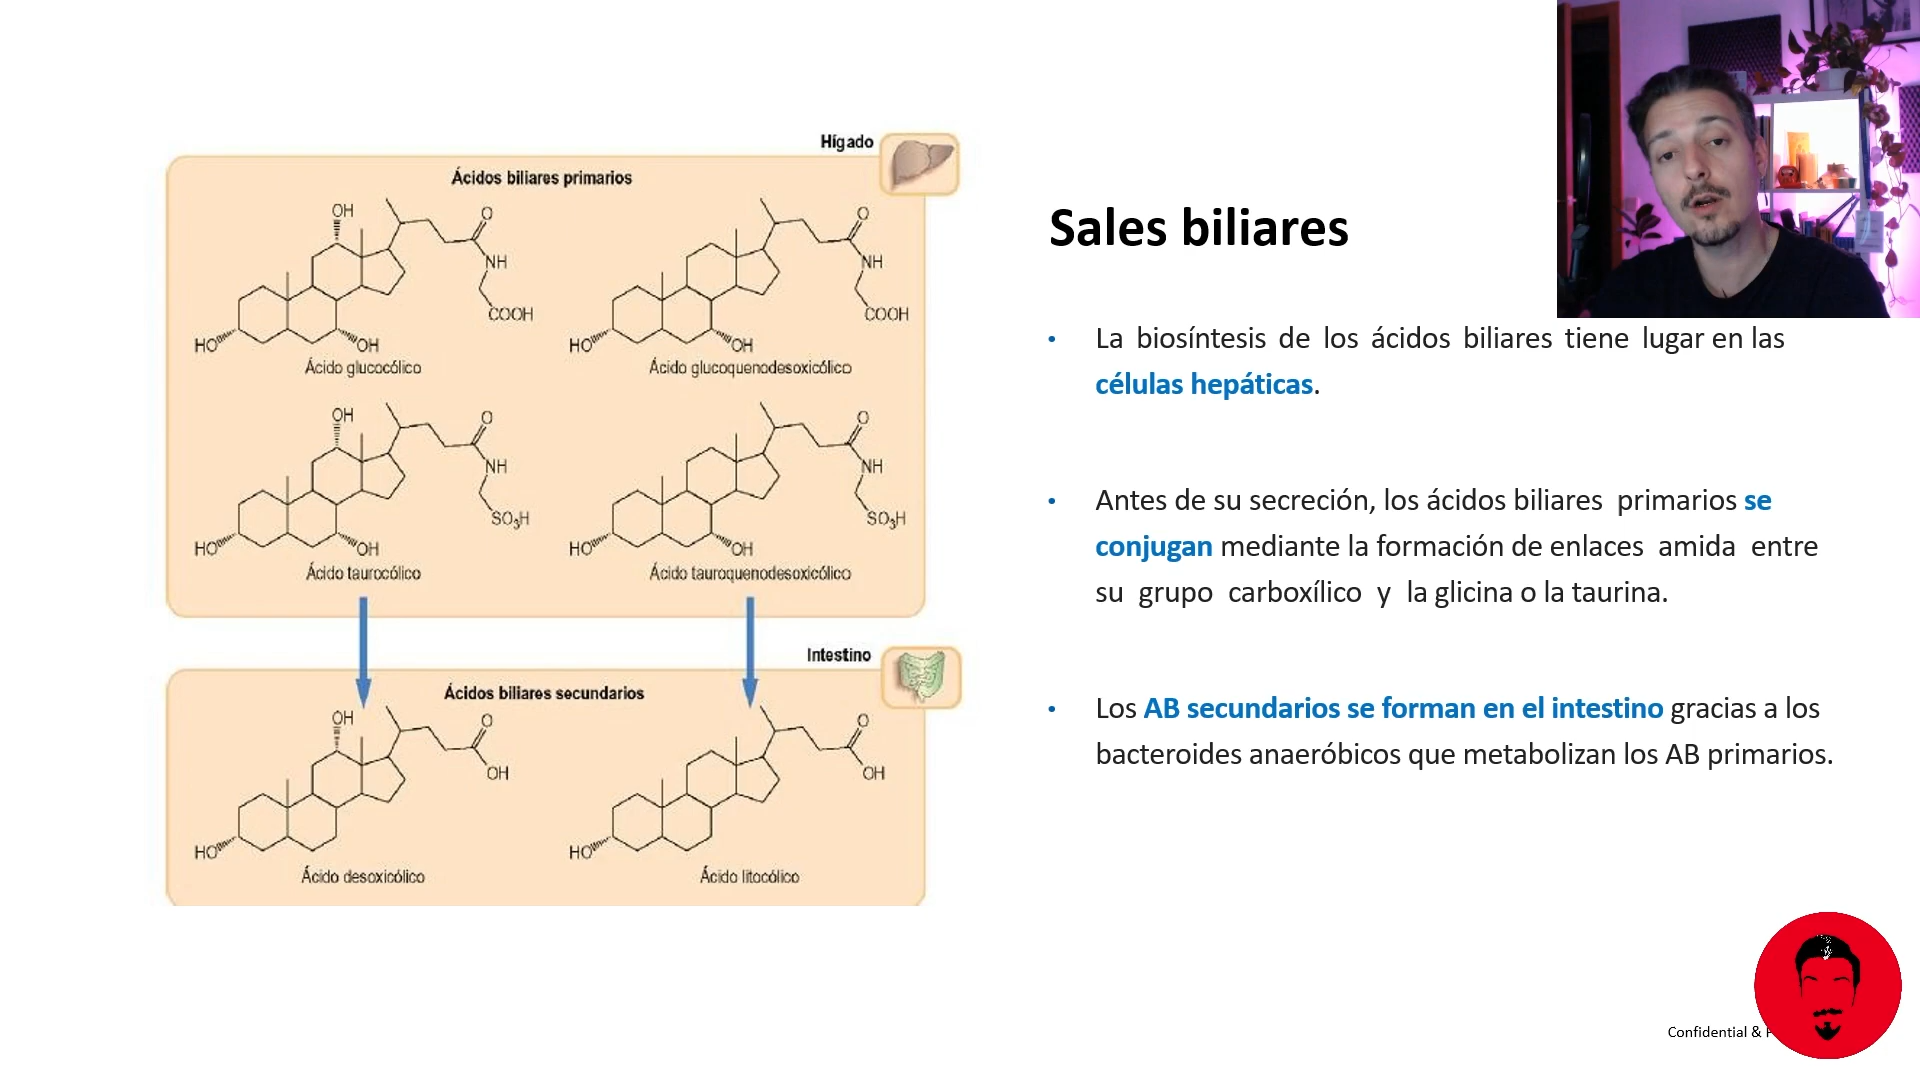 Hígado
Ácidos biliares primarios
OH
O
O
NH
NH
COOH
COOH
HO
OH
HO
OH
Ácido glucocólico
Ácido glucoquenodesoxicólico
OH
O
O
NH
NH
SO₃H
SO₃H
HO
OH
HO
OH
Ácido taurocólico
Ácido tauroquenodesoxicólico
Intestino
Ácidos biliares secundarios
OH
O
O
OH
OH
HO
HO
Ácido desoxicólico
Ácido litocólico
Sales biliares
• La biosíntesis de los ácidos biliares tiene lugar en las
células hepáticas.
• Antes de su secreción, los ácidos biliares primarios se
conjugan mediante la formación de enlaces amida entre
su grupo carboxílico y la glicina o la taurina.
• Los AB secundarios se forman en el intestino gracias a los
bacteroides anaeróbicos que metabolizan los AB primarios.
Confidential &